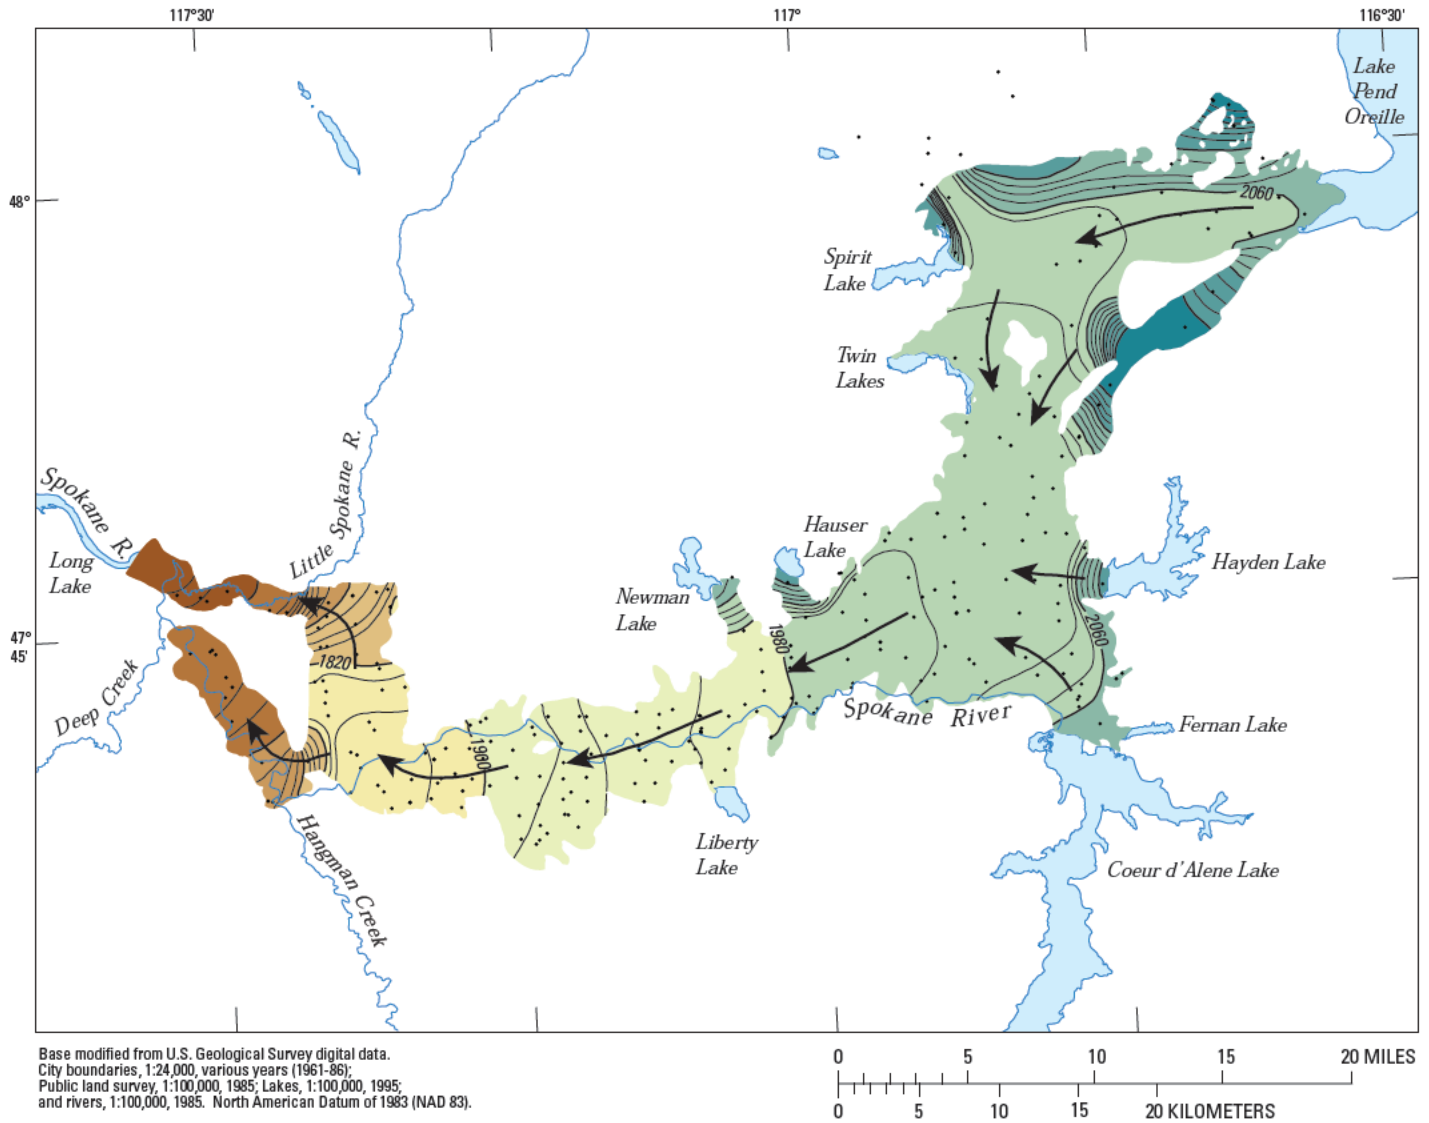 117°30'
117°
116°30'
Lake
Pend
Oreille
48°
2060
Spirit
Lake
Twin
Lakes
Spokane R.
Little Spokane R.
Long
Lake
Hauser
Lake
Hayden Lake
Newman
Lake
47°
45'
1980
2060
1820
Deep Creek
Spokane River
Fernan Lake
1900
Hangman Creek
Liberty
Lake
Coeur d'Alene Lake
Base modified from U.S. Geological Survey digital data.
City boundaries, 1:24,000, various years (1961-86);
Public land survey, 1:100,000, 1985; Lakes, 1:100,000, 1995;
and rivers, 1:100,000, 1985. North American Datum of 1983 (NAD 83).
0 5 10 15 20 MILES
0 5 10 15 20 KILOMETERS